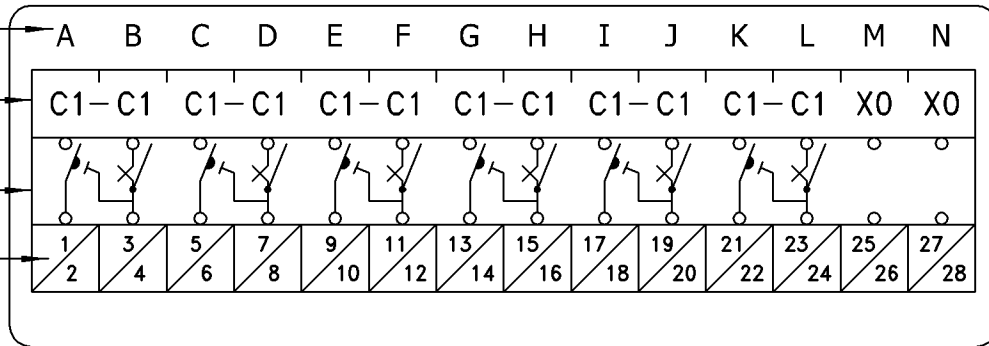 A B C D E F G H I J K L M N
C1-C1 C1-C1 C1-C1 C1-C1 C1-C1 C1-C1 X0 X0
1 3 5 7 9 11 13 15 17 19 21 23 25 27
2 4 6 8 10 12 14 16 18 20 22 24 26 28